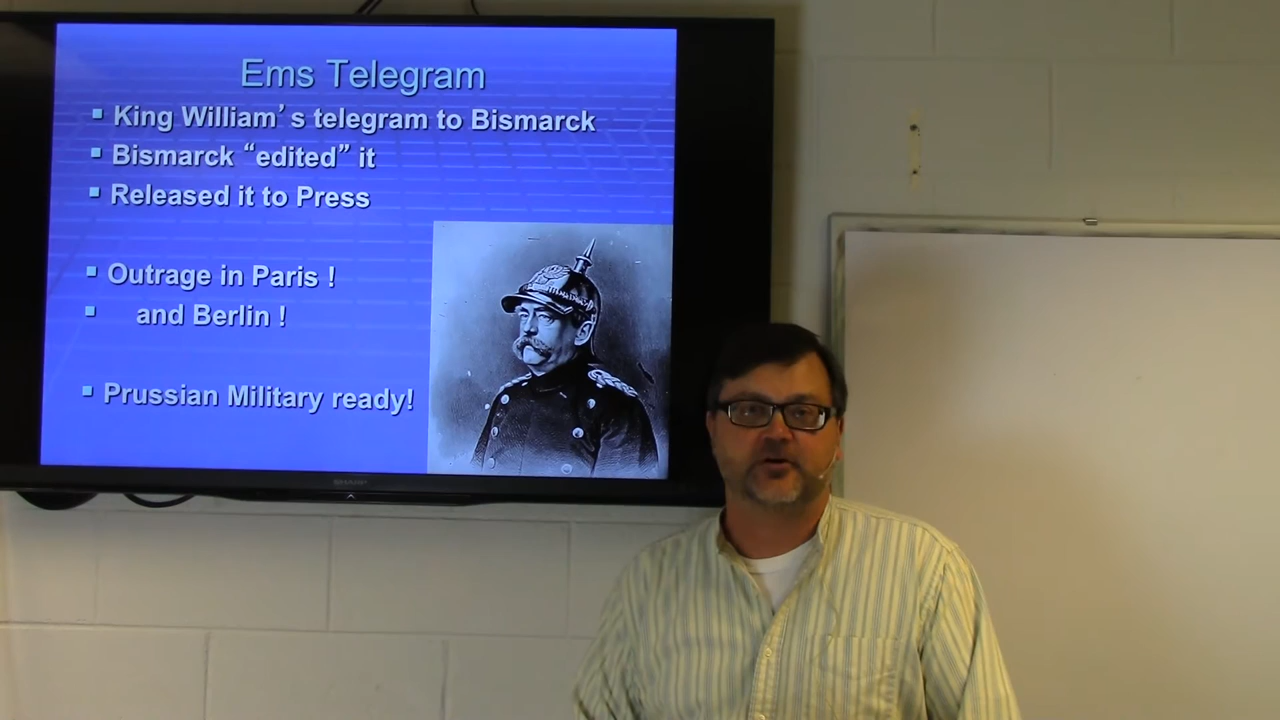 Ems Telegram
King William’s telegram to Bismarck
Bismarck “edited” it
Released it to Press
Outrage in Paris !
and Berlin !
Prussian Military ready!
SHARP